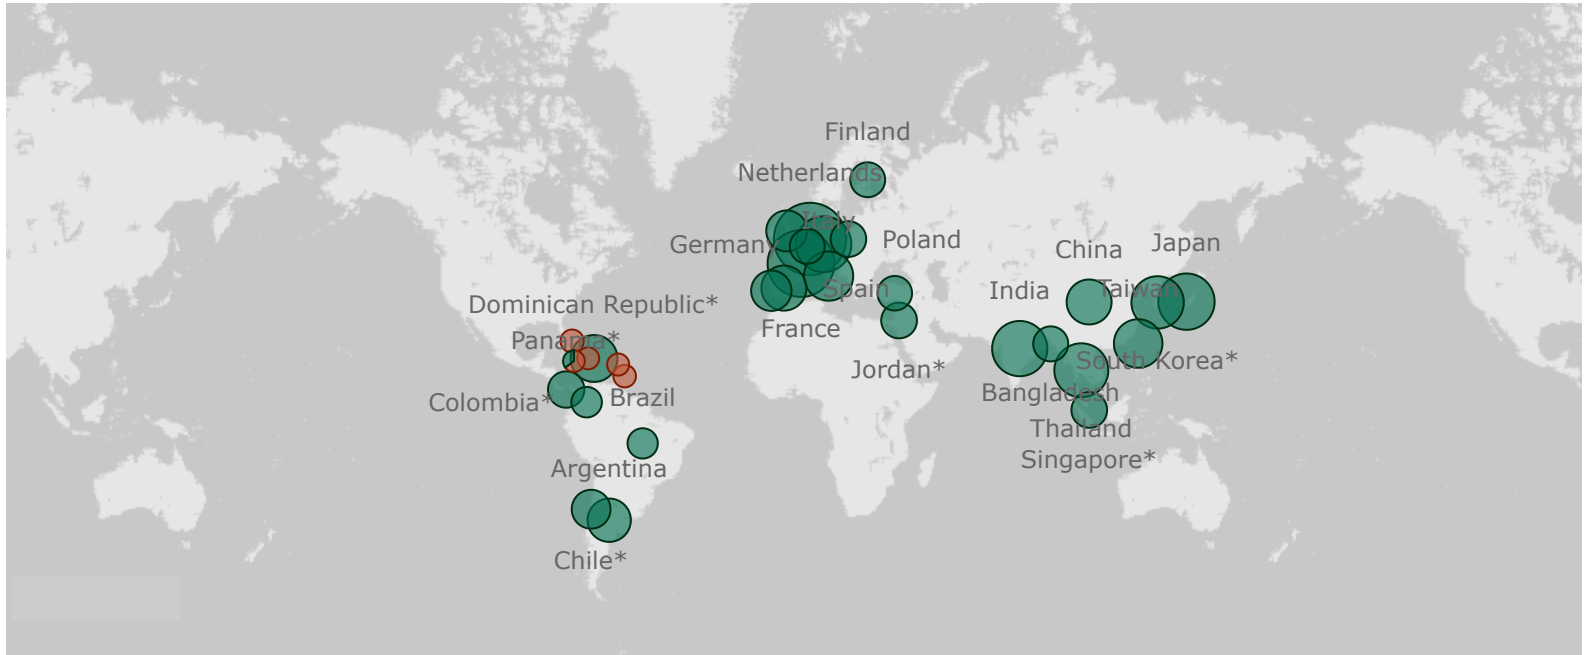 Finland
Netherlands
Italy
Germany
Poland
China
Japan
India
Taiwan
Spain
Dominican Republic*
France
Panama*
South Korea*
Jordan*
Bangladesh
Colombia*
Brazil
Thailand
Singapore*
Argentina
Chile*